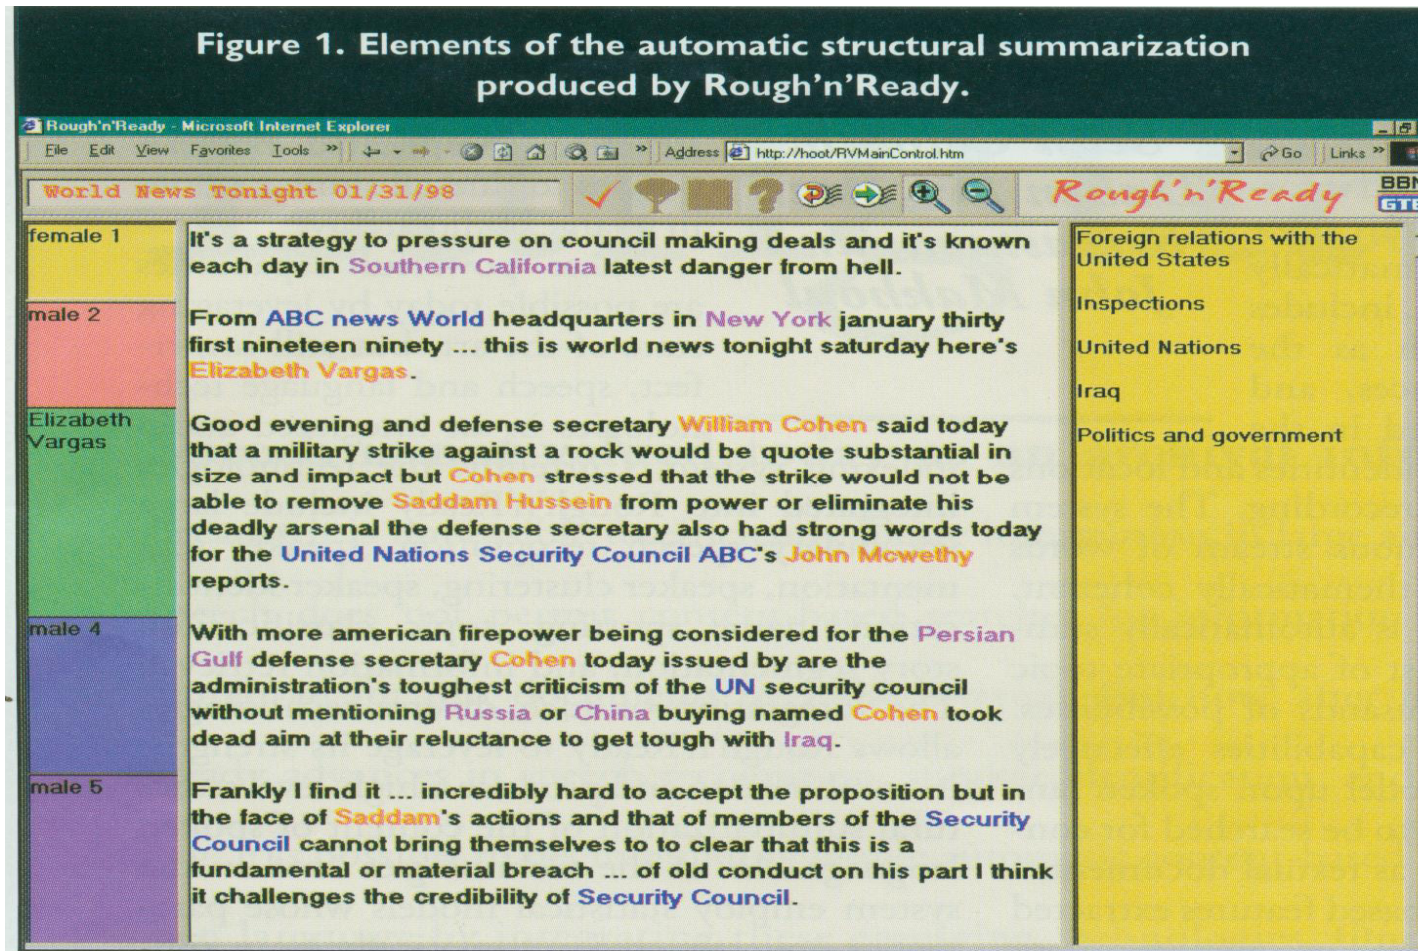 Figure 1. Elements of the automatic structural summarization
produced by Rough'n'Ready.
Rough'n'Ready - Microsoft Internet Explorer
File Edit View Favorites Tools » » Address http://hoot/RVMainControl.htm Go Links »
World News Tonight 01/31/98
Rough'n'Ready
BBN
GTE
female 1
It's a strategy to pressure on council making deals and it's known
each day in Southern California latest danger from hell.
male 2
From ABC news World headquarters in New York january thirty
first nineteen ninety ... this is world news tonight saturday here's
Elizabeth Vargas.
Elizabeth
Vargas
Good evening and defense secretary William Cohen said today
that a military strike against a rock would be quote substantial in
size and impact but Cohen stressed that the strike would not be
able to remove Saddam Hussein from power or eliminate his
deadly arsenal the defense secretary also had strong words today
for the United Nations Security Council ABC's John Mcwethy
reports.
male 4
With more american firepower being considered for the Persian
Gulf defense secretary Cohen today issued by are the
administration's toughest criticism of the UN security council
without mentioning Russia or China buying named Cohen took
dead aim at their reluctance to get tough with Iraq.
male 5
Frankly I find it ... incredibly hard to accept the proposition but in
the face of Saddam's actions and that of members of the Security
Council cannot bring themselves to to clear that this is a
fundamental or material breach ... of old conduct on his part I think
it challenges the credibility of Security Council.
Foreign relations with the
United States
Inspections
United Nations
Iraq
Politics and government